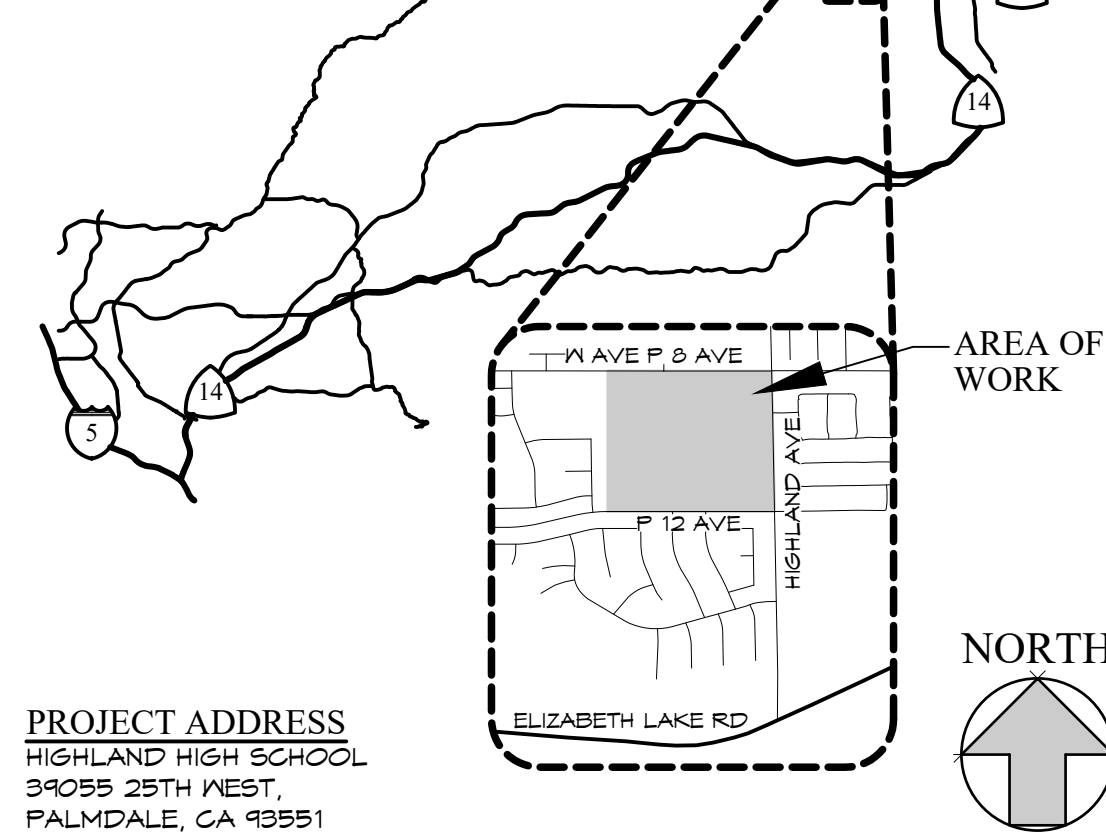 14
W AVE P 8 AVE
AREA OF
WORK
14
5
HIGHLAND AVE
P 12 AVE
NORTH
ELIZABETH LAKE RD
PROJECT ADDRESS
HIGHLAND HIGH SCHOOL
39055 25TH WEST,
PALMDALE, CA 93551